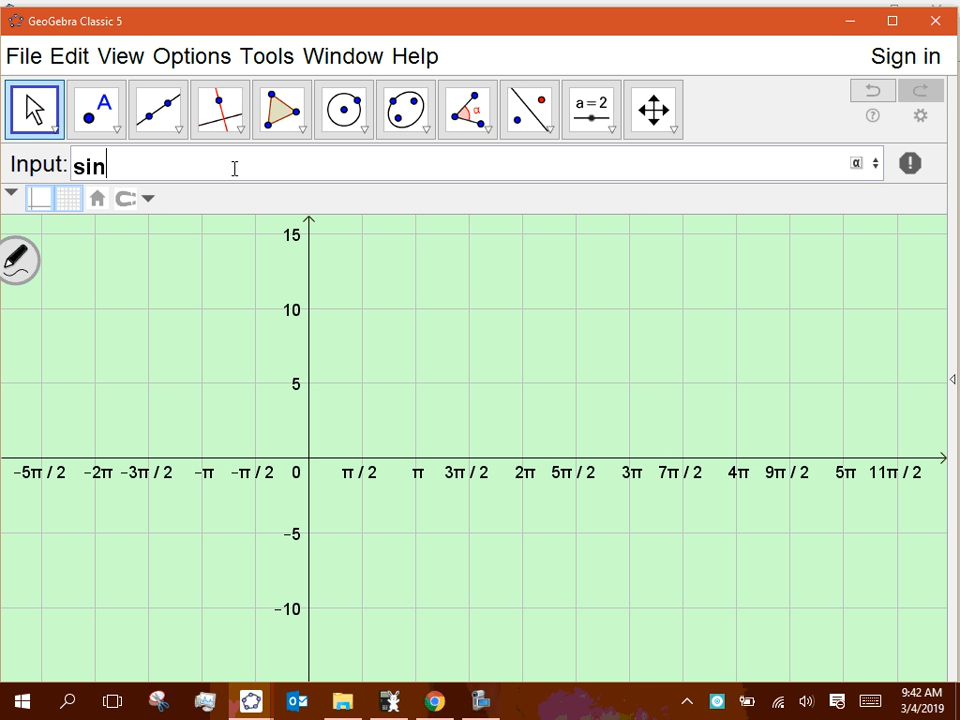 GeoGebra Classic 5
File Edit View Options Tools Window Help
Sign in
A
α
a=2
Input: sin
α
15
10
5
−5π / 2 −2π −3π / 2 −π −π / 2 0 π / 2 π 3π / 2 2π 5π / 2 3π 7π / 2 4π 9π / 2 5π 11π / 2
−5
−10
9:42 AM
3/4/2019